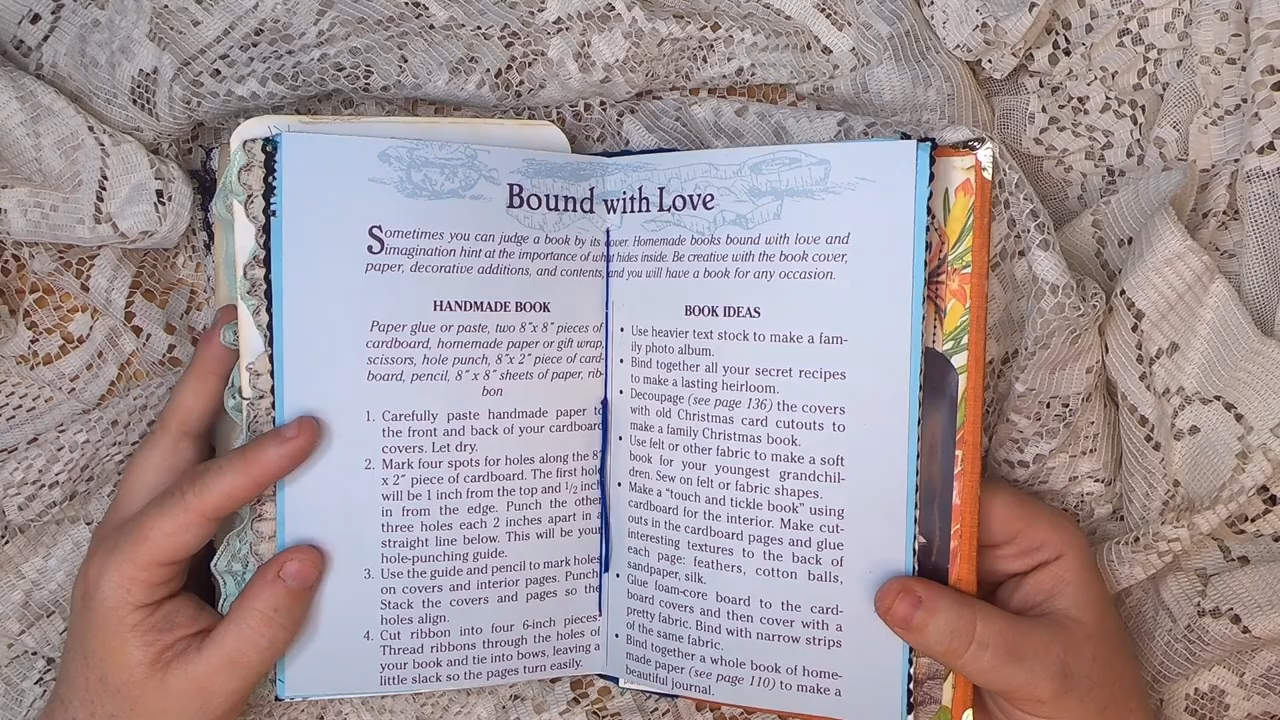 Bound with Love
Sometimes you can judge a book by its cover. Homemade books bound with love and
imagination hint at the importance of what hides inside. Be creative with the book cover,
paper, decorative additions, and contents, and you will have a book for any occasion.
HANDMADE BOOK
Paper glue or paste, two 8″x 8″ pieces of
cardboard, homemade paper or gift wrap,
scissors, hole punch, 8″x 2″ piece of card-
board, pencil, 8″ x 8″ sheets of paper, rib-
bon
1. Carefully paste handmade paper to
the front and back of your cardboard
covers. Let dry.
2. Mark four spots for holes along the 8″
x 2″ piece of cardboard. The first hole
will be 1 inch from the top and 1/2 inch
in from the edge. Punch the other
three holes each 2 inches apart in a
straight line below. This will be your
hole-punching guide.
3. Use the guide and pencil to mark holes
on covers and interior pages. Punch.
Stack the covers and pages so the
holes align.
4. Cut ribbon into four 6-inch pieces.
Thread ribbons through the holes of
your book and tie into bows, leaving a
little slack so the pages turn easily.
BOOK IDEAS
• Use heavier text stock to make a fam-
ily photo album.
• Bind together all your secret recipes
to make a lasting heirloom.
• Decoupage (see page 136) the covers
with old Christmas card cutouts to
make a family Christmas book.
• Use felt or other fabric to make a soft
book for your youngest grandchil-
dren. Sew on felt or fabric shapes.
• Make a “touch and tickle book” using
cardboard for the interior. Make cut-
outs in the cardboard pages and glue
interesting textures to the back of
each page: feathers, cotton balls,
sandpaper, silk.
• Glue foam-core board to the card-
board covers and then cover with a
pretty fabric. Bind with narrow strips
of the same fabric.
• Bind together a whole book of home-
made paper (see page 110) to make a
beautiful journal.